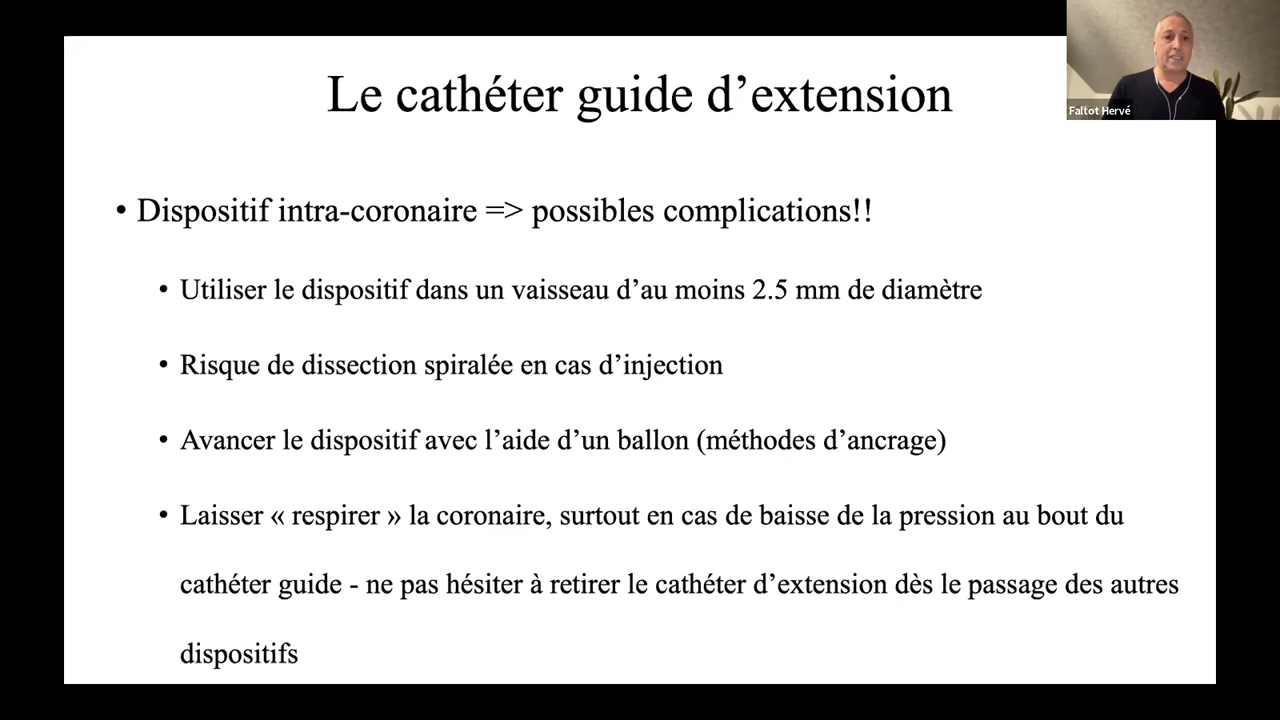 Le cathéter guide d’extension
Faltot Hervé
• Dispositif intra-coronaire => possibles complications!!
• Utiliser le dispositif dans un vaisseau d’au moins 2.5 mm de diamètre
• Risque de dissection spiralée en cas d’injection
• Avancer le dispositif avec l’aide d’un ballon (méthodes d’ancrage)
• Laisser « respirer » la coronaire, surtout en cas de baisse de la pression au bout du
cathéter guide - ne pas hésiter à retirer le cathéter d’extension dès le passage des autres
dispositifs